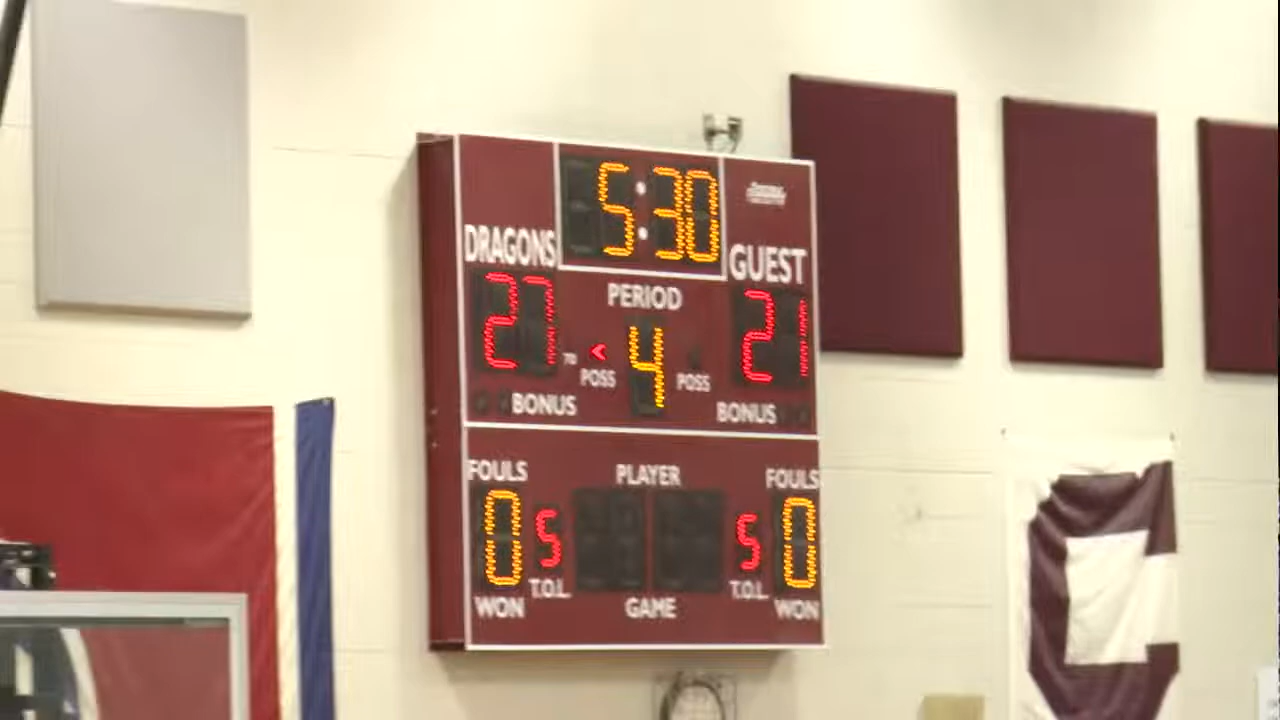 5:30
DRAGONS GUEST
PERIOD
27 < 4 21
TO POSS POSS
BONUS BONUS
FOULS PLAYER FOULS
0 5 5 0
T.O.L. T.O.L.
WON GAME WON